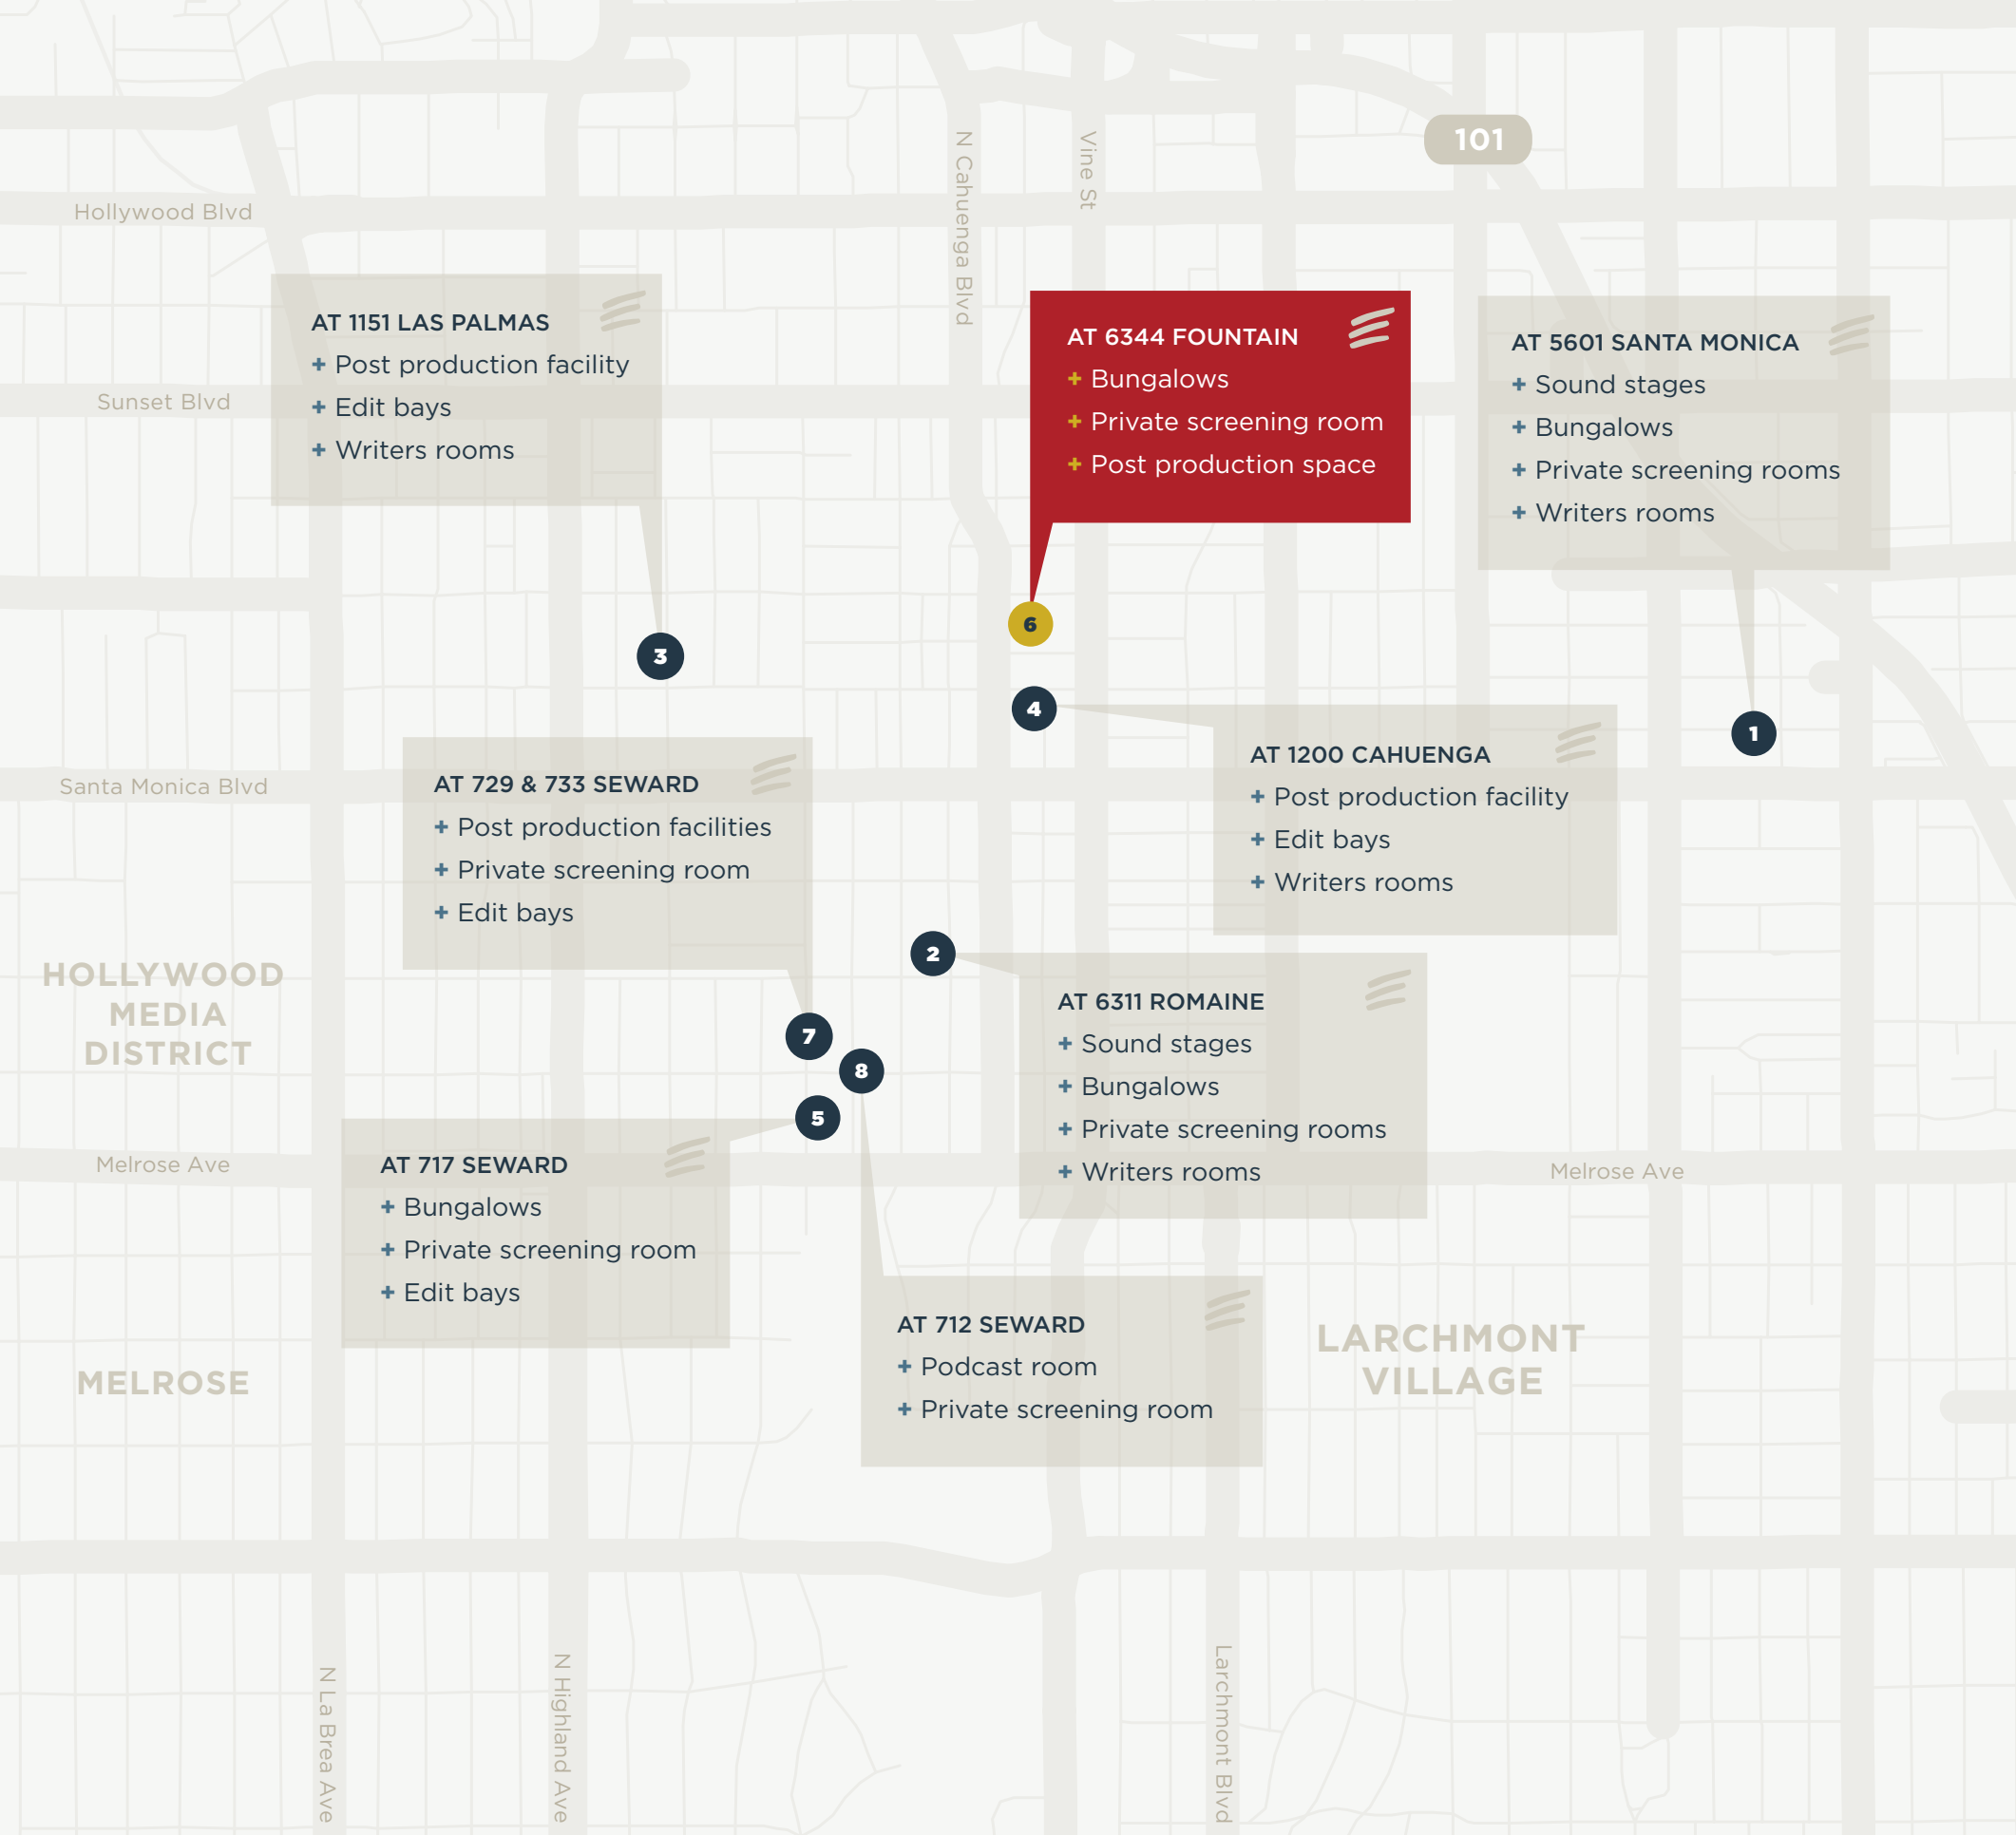 101
N Cahuenga Blvd
Vine St
Hollywood Blvd
AT 1151 LAS PALMAS
+ Post production facility
+ Edit bays
+ Writers rooms
AT 6344 FOUNTAIN
+ Bungalows
+ Private screening room
+ Post production space
AT 5601 SANTA MONICA
+ Sound stages
+ Bungalows
+ Private screening rooms
+ Writers rooms
Sunset Blvd
6
3
4
1
AT 1200 CAHUENGA
+ Post production facility
+ Edit bays
+ Writers rooms
Santa Monica Blvd
AT 729 & 733 SEWARD
+ Post production facilities
+ Private screening room
+ Edit bays
2
HOLLYWOOD
MEDIA
DISTRICT
AT 6311 ROMAINE
+ Sound stages
+ Bungalows
+ Private screening rooms
+ Writers rooms
7
8
5
Melrose Ave
AT 717 SEWARD
+ Bungalows
+ Private screening room
+ Edit bays
Melrose Ave
AT 712 SEWARD
+ Podcast room
+ Private screening room
LARCHMONT
VILLAGE
MELROSE
N La Brea Ave
N Highland Ave
Larchmont Blvd